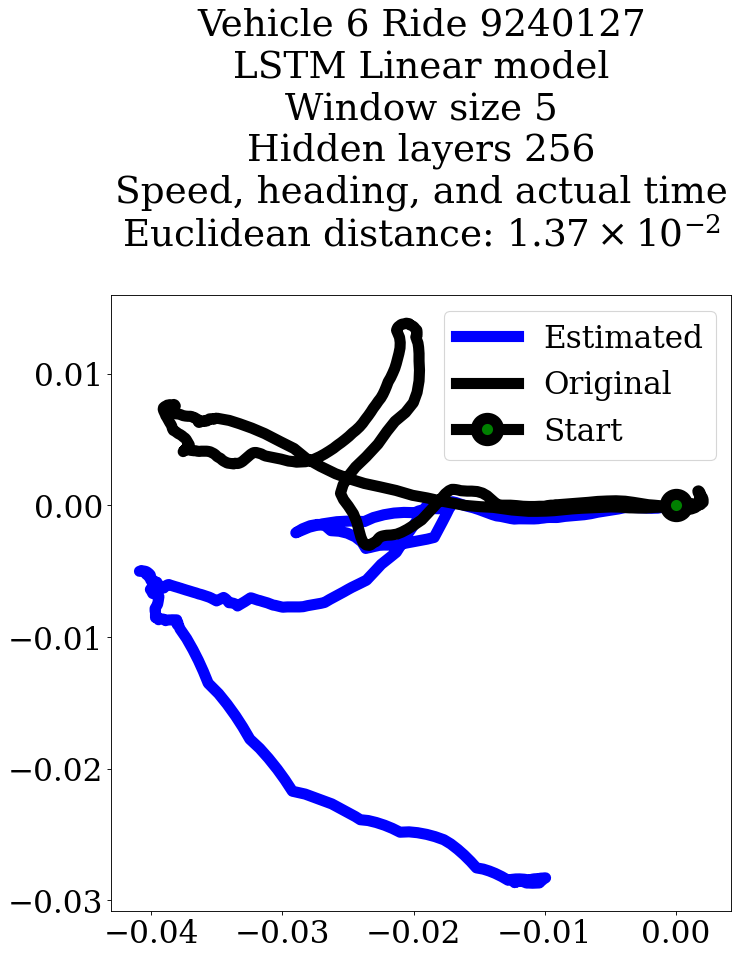 Vehicle 6 Ride 9240127
LSTM Linear model
Window size 5
Hidden layers 256
Speed, heading, and actual time
Euclidean distance: 1.37 × 10⁻²
Estimated
Original
Start
0.01
0.00
−0.01
−0.02
−0.03
−0.04 −0.03 −0.02 −0.01 0.00